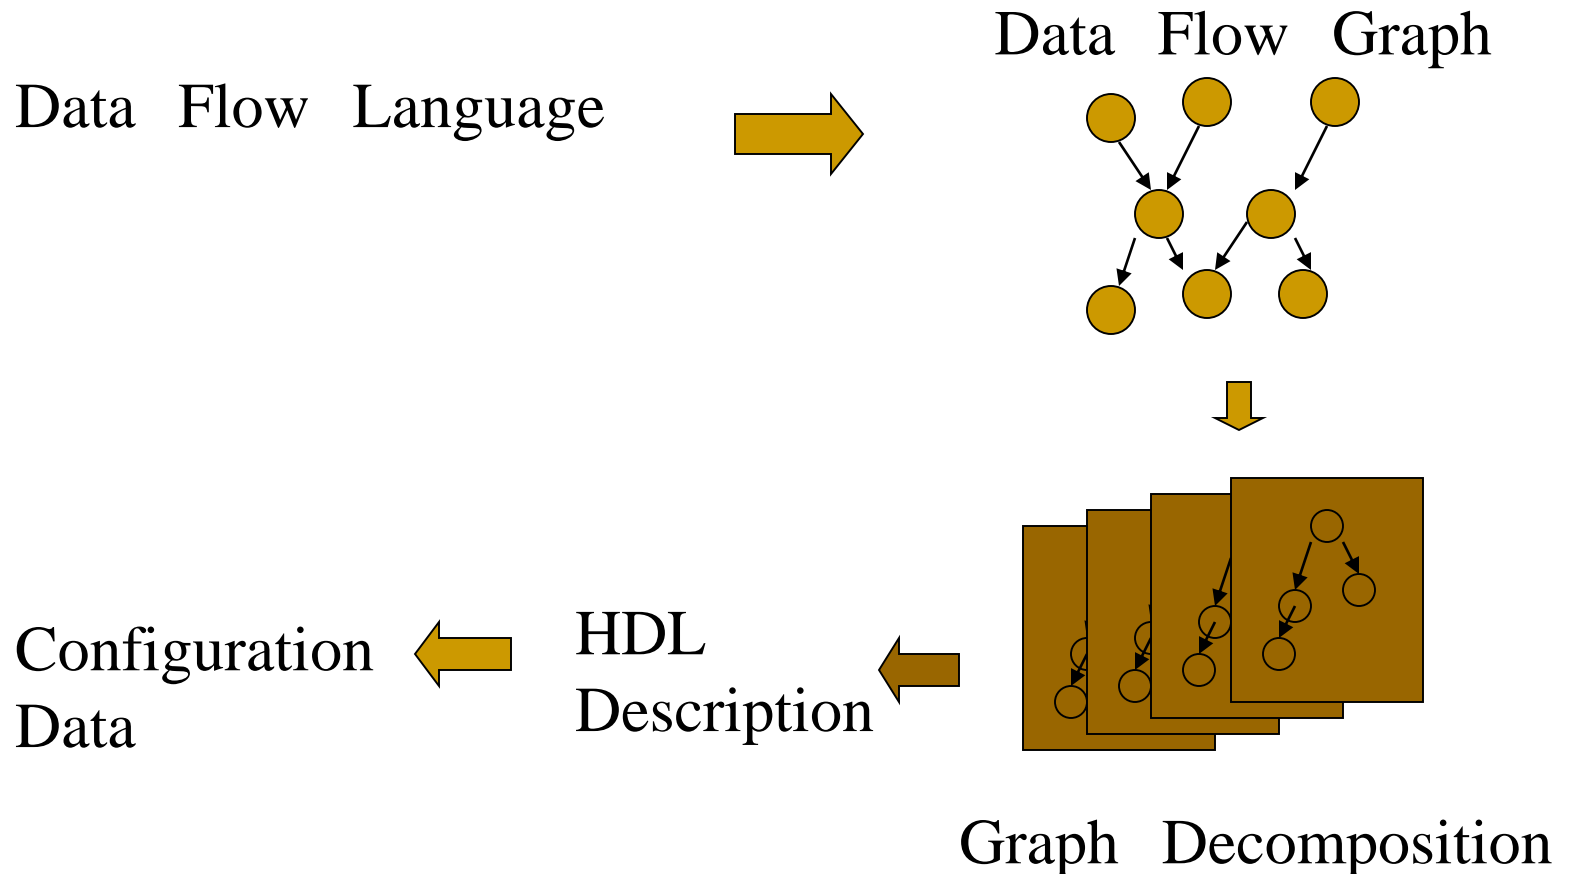 Data Flow Graph
Data Flow Language
HDL
Description
Configuration
Data
Graph Decomposition